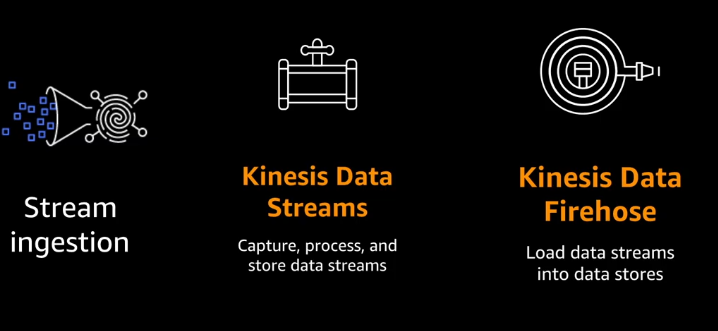 Stream
ingestion
Kinesis Data
Streams
Capture, process, and
store data streams
Kinesis Data
Firehose
Load data streams
into data stores